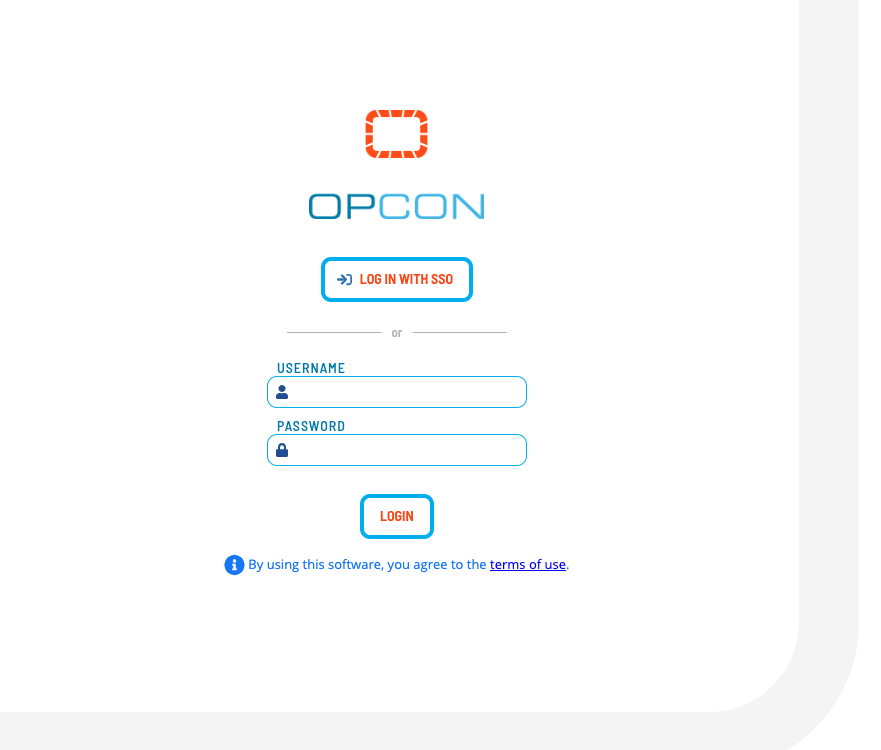 OPCON
LOG IN WITH SSO
or
USERNAME
PASSWORD
LOGIN
By using this software, you agree to the terms of use.